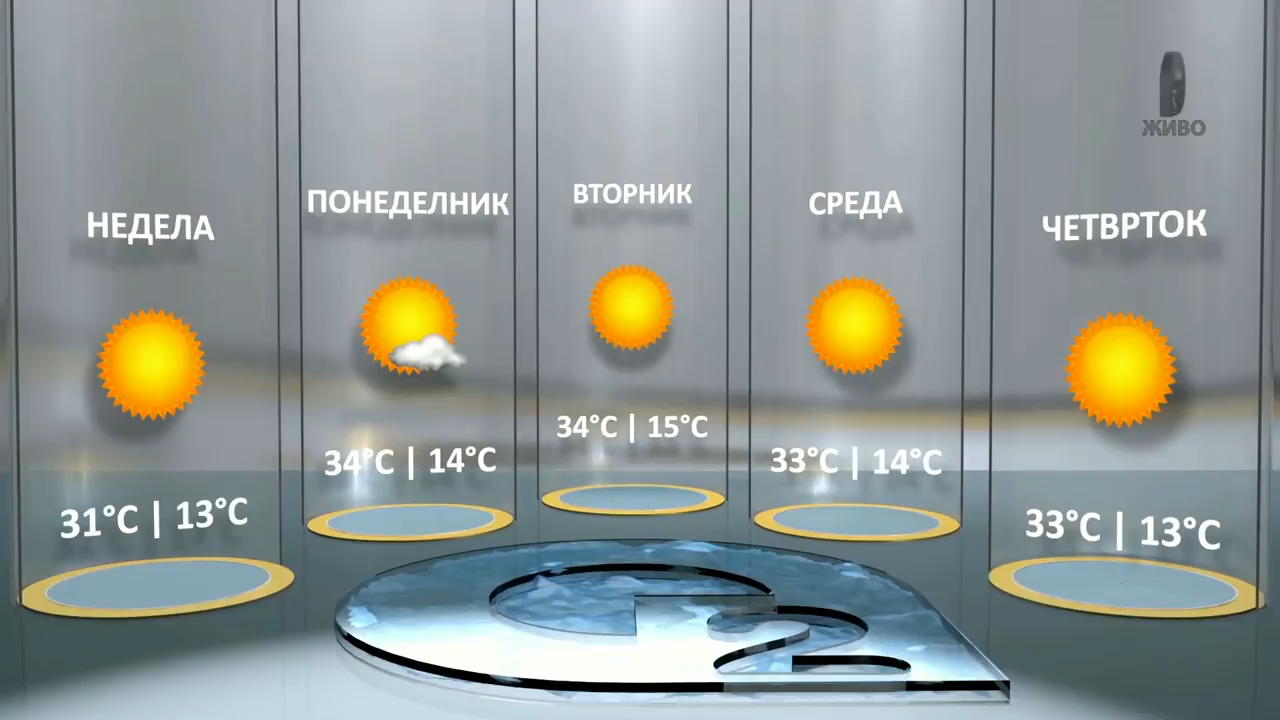 НЕДЕЛА
31°C | 13°C
ПОНЕДЕЛНИК
34°C | 14°C
ВТОРНИК
34°C | 15°C
СРЕДА
33°C | 14°C
ЧЕТВРТОК
33°C | 13°C
ЖИВО